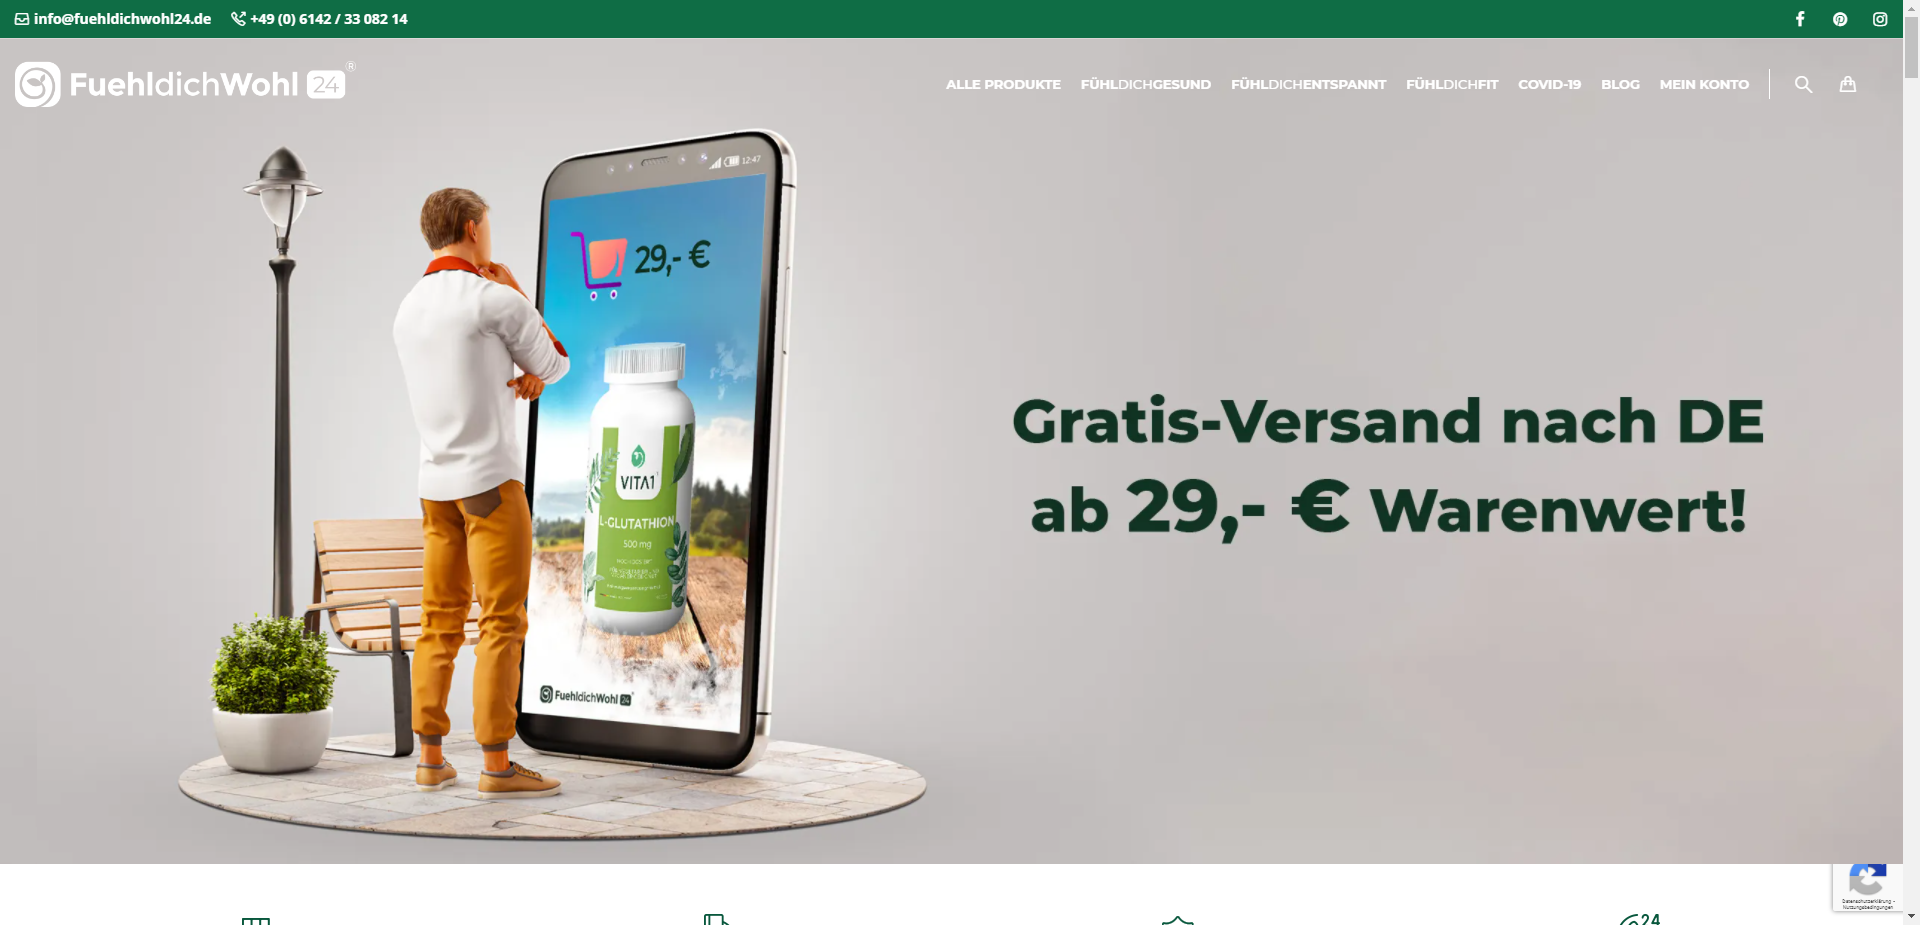 info@fuehldichwohl24.de
+49 (0) 6142 / 33 082 14
FuehldichWohl 24 ®
ALLE PRODUKTE
FÜHLDICHGESUND
FÜHLDICHENTSPANNT
FÜHLDICHFIT
COVID-19
BLOG
MEIN KONTO
12:47
29,- €
VITA1
L-GLUTATHION
500 mg
FuehldichWohl 24
Gratis-Versand nach DE
ab 29,- € Warenwert!
Datenschutzerklärung -
Nutzungsbedingungen
24